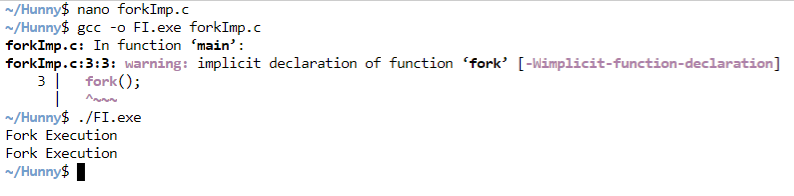 ~/Hunny$ nano forkImp.c
~/Hunny$ gcc -o FI.exe forkImp.c
forkImp.c: In function ‘main’:
forkImp.c:3:3: warning: implicit declaration of function ‘fork’ [-Wimplicit-function-declaration]
    3 |   fork();
      |   ^~~~
~/Hunny$ ./FI.exe
Fork Execution
Fork Execution
~/Hunny$